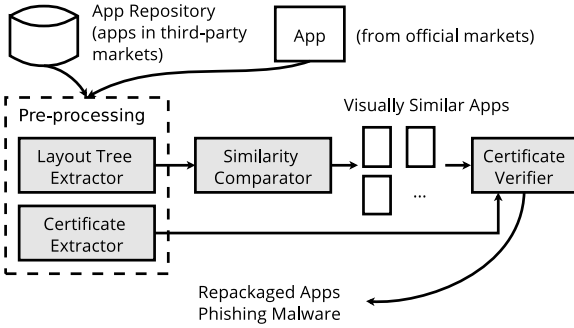 App Repository
(apps in third-party
markets)
App
(from official markets)
Pre-processing
Visually Similar Apps
Layout Tree
Extractor
Similarity
Comparator
...
Certificate
Verifier
Certificate
Extractor
Repackaged Apps
Phishing Malware